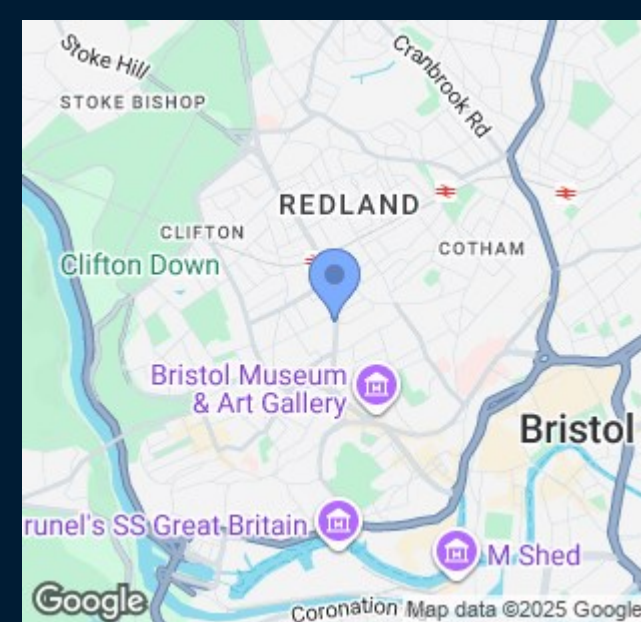 Stoke Hill
Cranbrook Rd
STOKE BISHOP
REDLAND
CLIFTON
COTHAM
Clifton Down
Bristol Museum
& Art Gallery
Bristol
runel's SS Great Britain
M Shed
Google
Coronation
Map data ©2025 Google